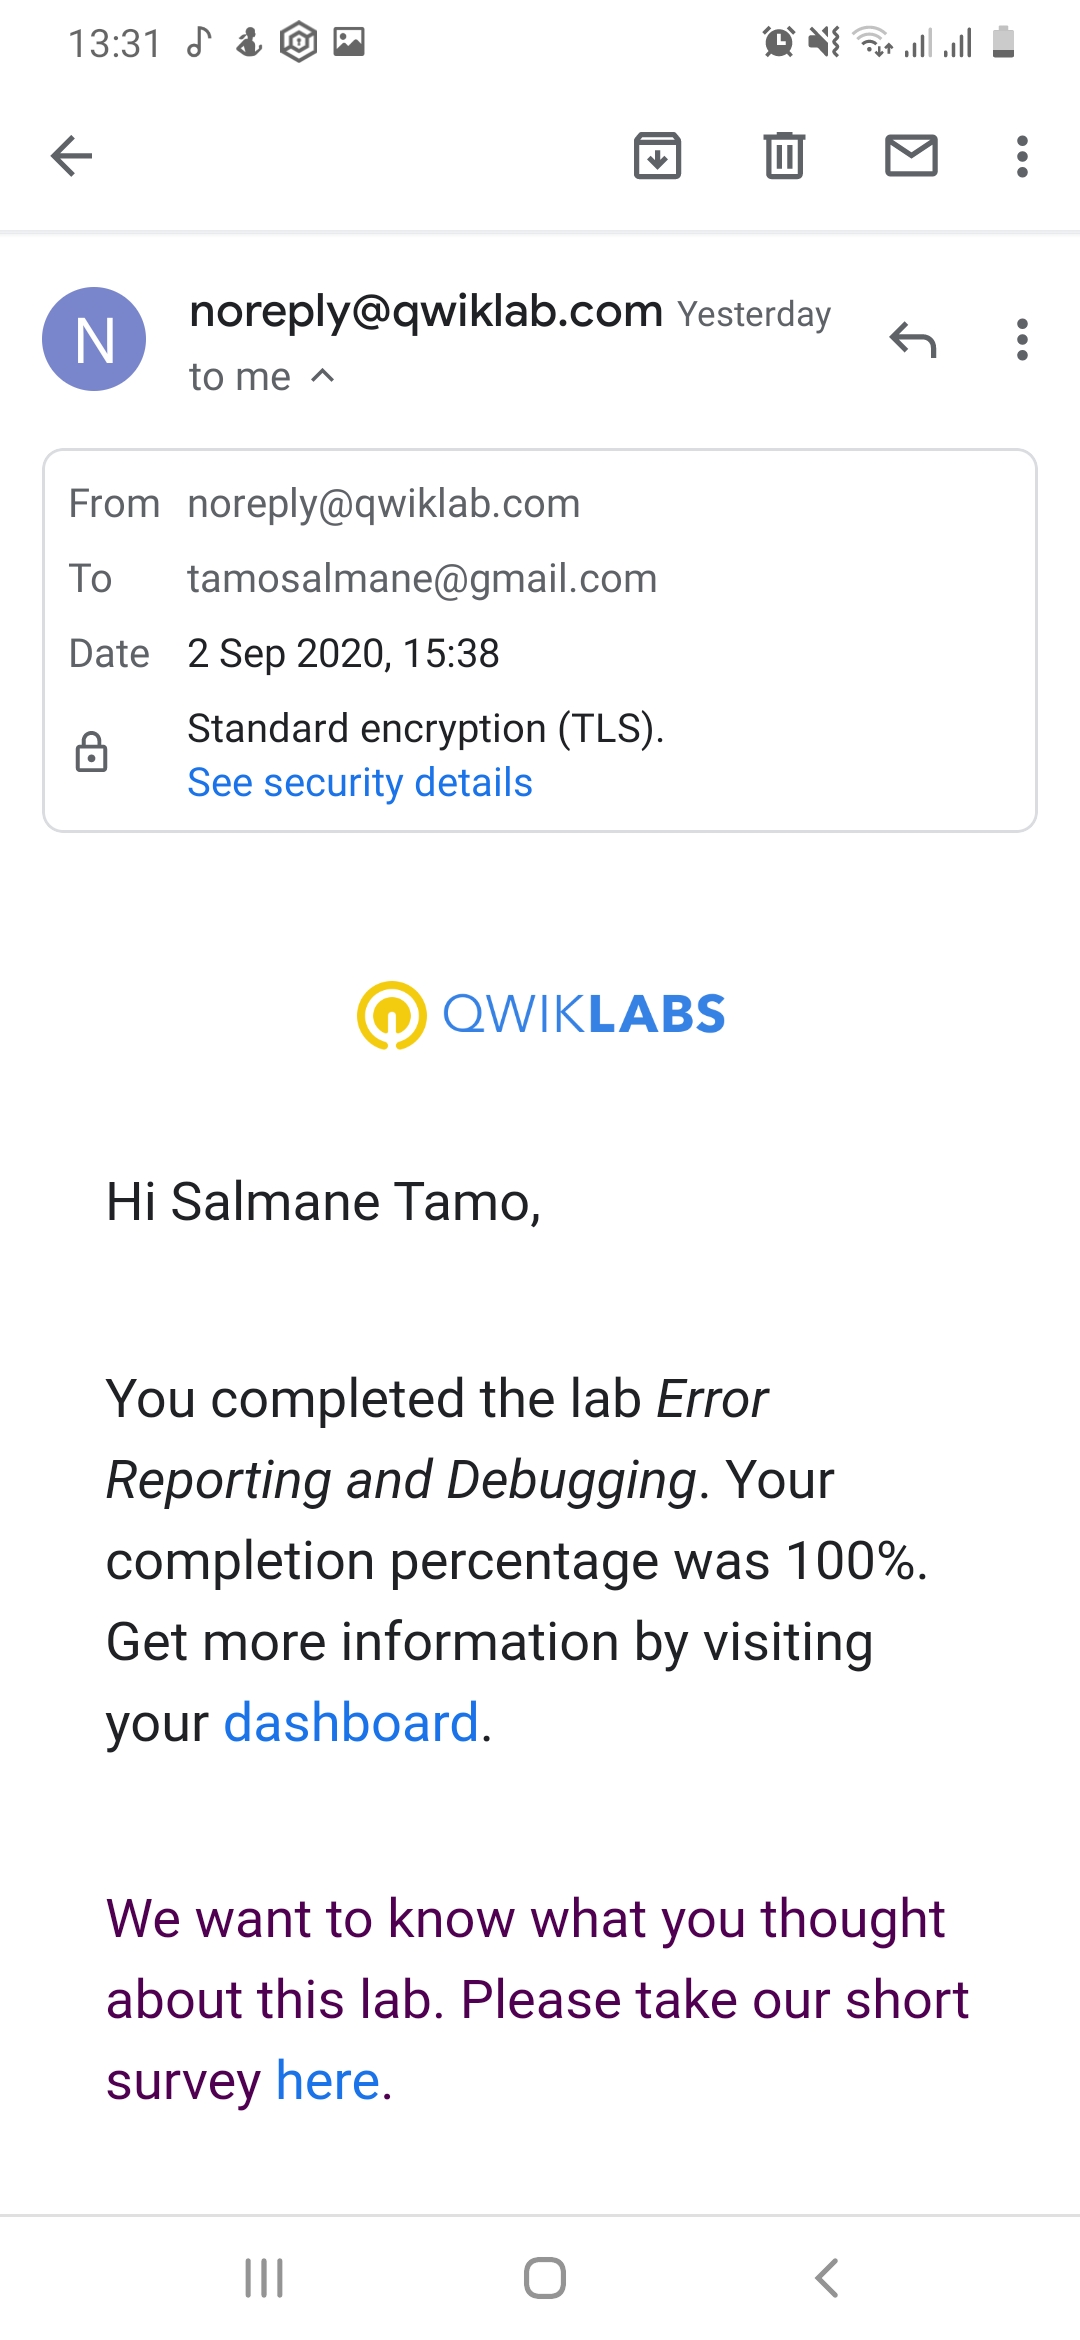 13:31
noreply@qwiklab.com Yesterday
N
to me
From noreply@qwiklab.com
To tamosalmane@gmail.com
Date 2 Sep 2020, 15:38
Standard encryption (TLS).
See security details
QWIKLABS
Hi Salmane Tamo,
You completed the lab Error
Reporting and Debugging. Your
completion percentage was 100%.
Get more information by visiting
your dashboard.
We want to know what you thought
about this lab. Please take our short
survey here.